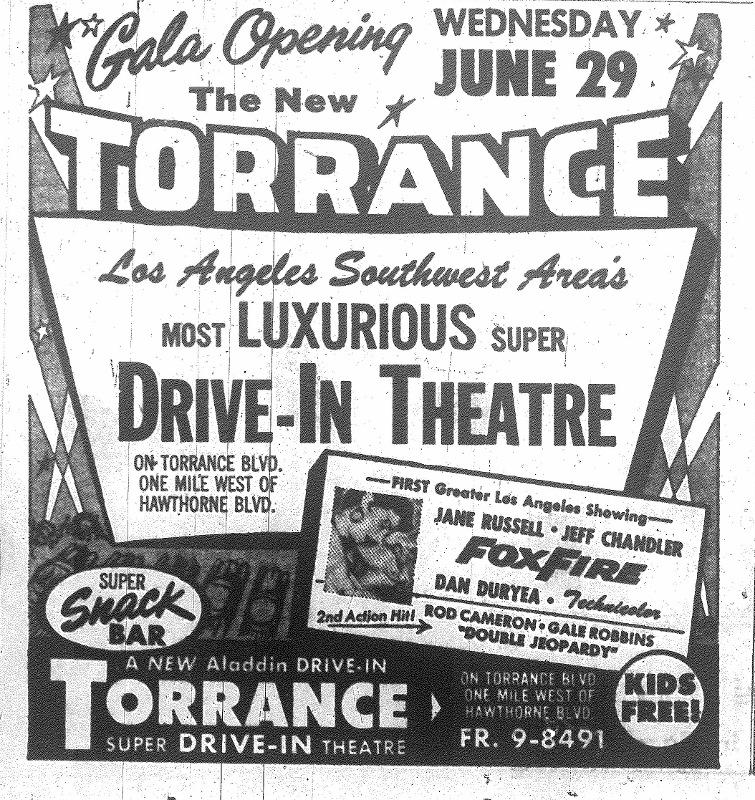 Gala Opening
WEDNESDAY
JUNE 29
The New
TORRANCE
Los Angeles Southwest Area's
MOST LUXURIOUS SUPER
DRIVE-IN THEATRE
ON TORRANCE BLVD.
ONE MILE WEST OF
HAWTHORNE BLVD.
FIRST Greater Los Angeles Showing
JANE RUSSELL • JEFF CHANDLER
FOXFIRE
DAN DURYEA • Technicolor
2nd Action Hit!
ROD CAMERON • GALE ROBBINS
"DOUBLE JEOPARDY"
SUPER
Snack
BAR
A NEW Aladdin DRIVE-IN
TORRANCE
SUPER DRIVE-IN THEATRE
ON TORRANCE BLVD
ONE MILE WEST OF
HAWTHORNE BLVD.
FR. 9-8491
KIDS
FREE!